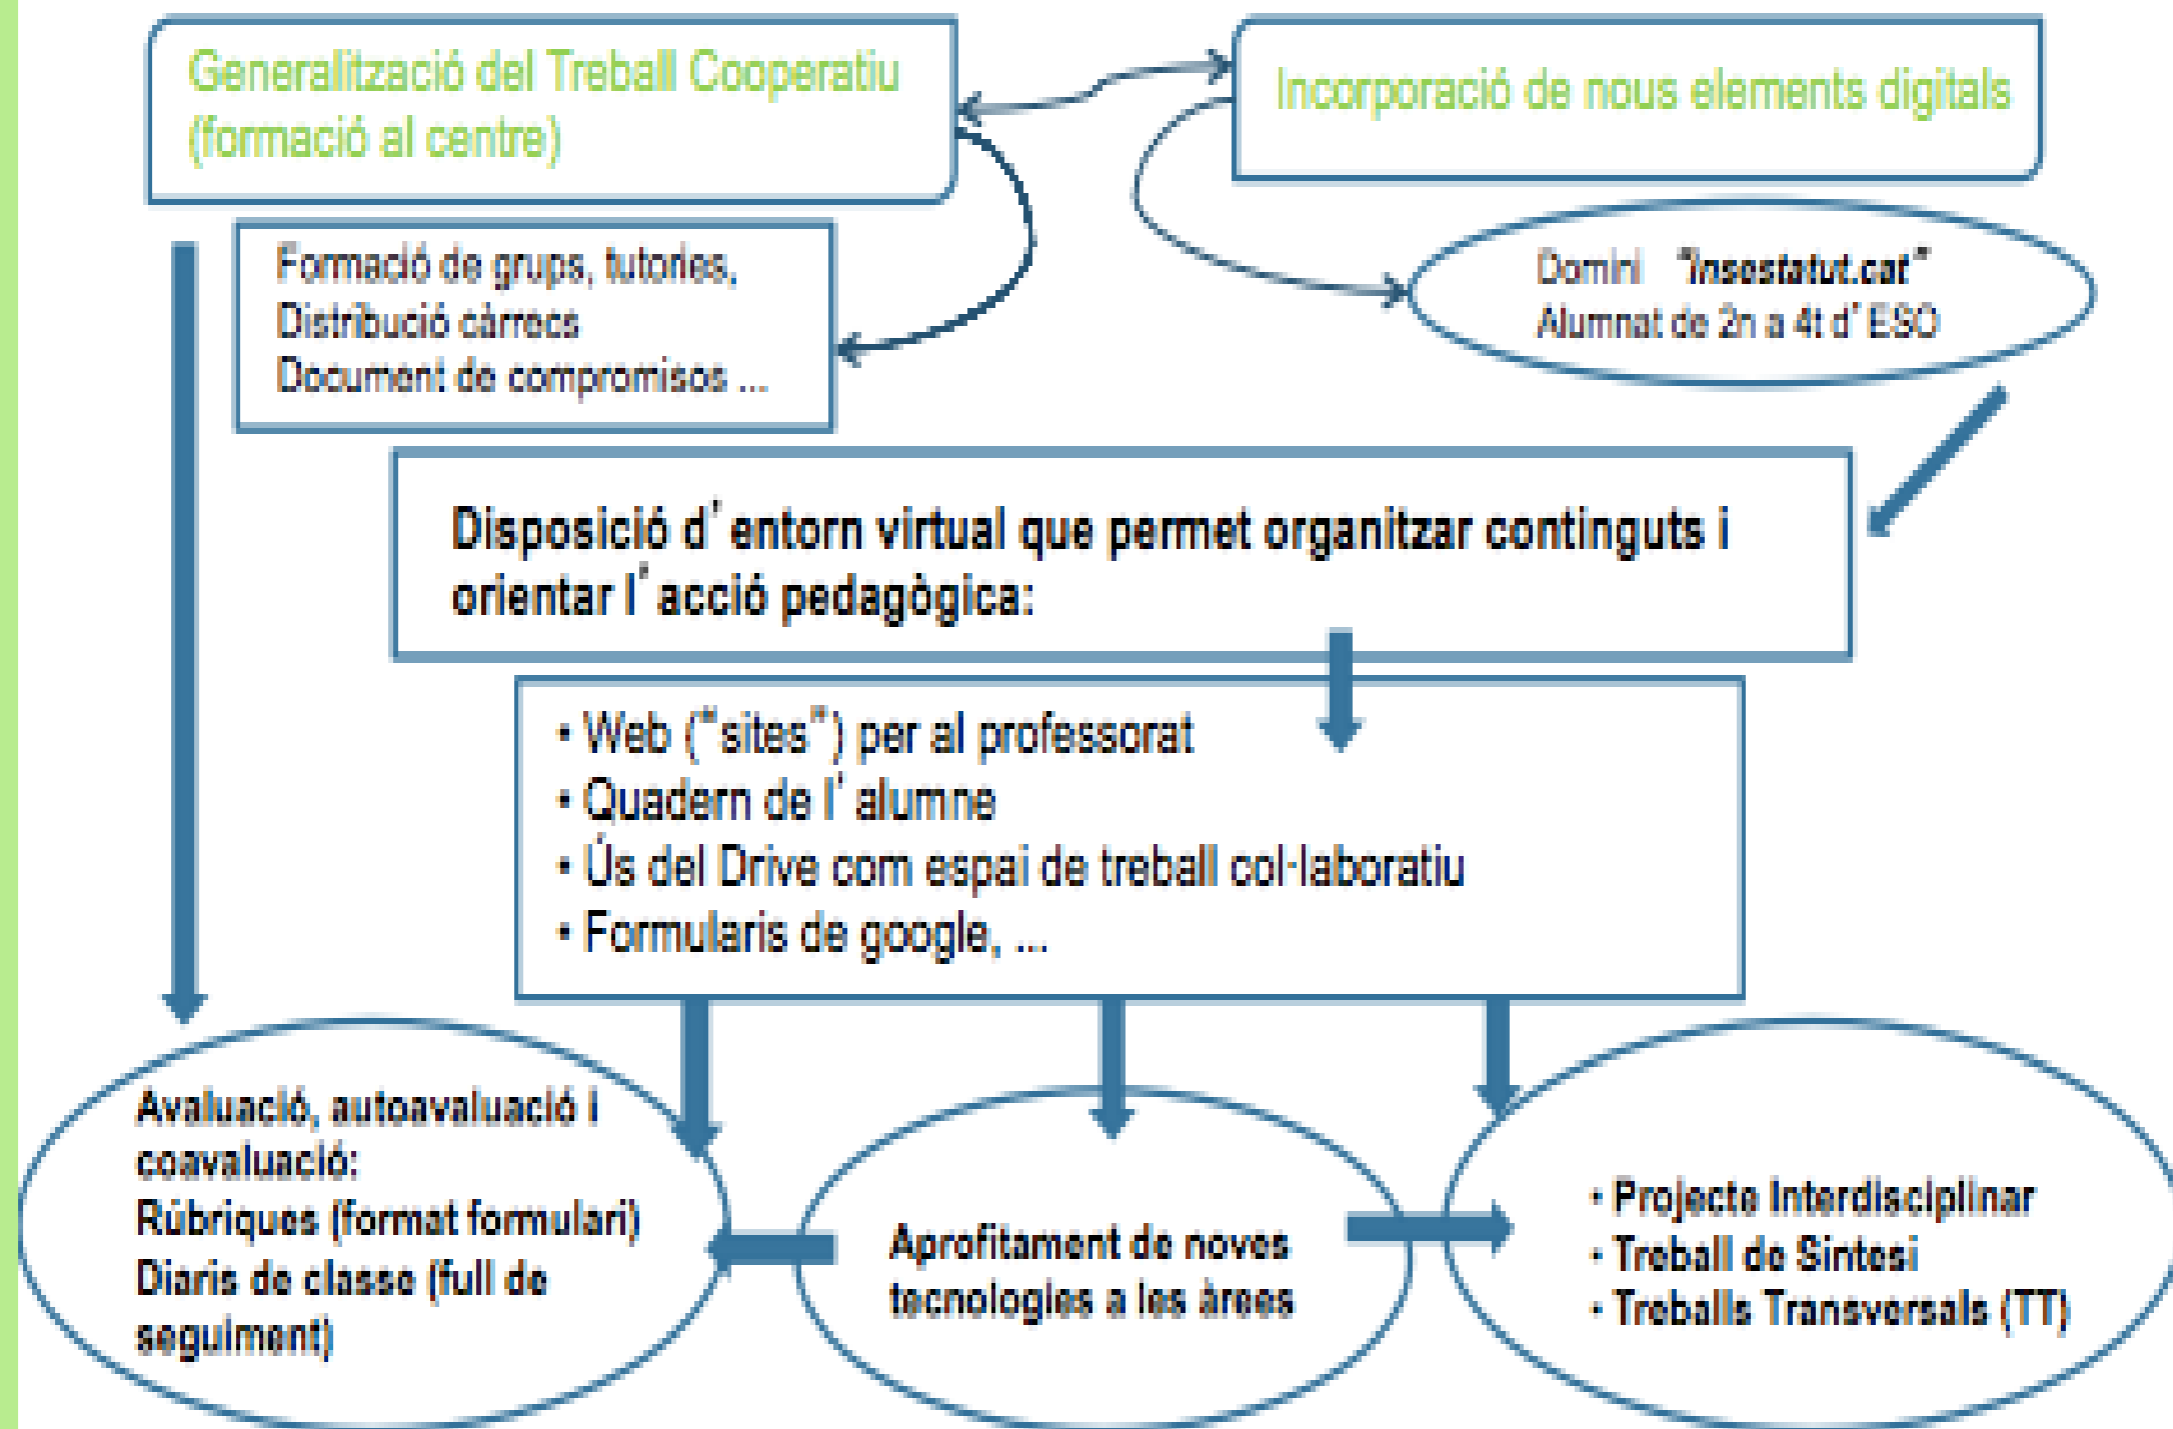 Generalització del Treball Cooperatiu
(formació al centre)
Incorporació de nous elements digitals
Formació de grups, tutories,
Distribució càrrecs
Document de compromisos ...
Domini "insestatut.cat"
Alumnat de 2n a 4t d' ESO
Disposició d' entorn virtual que permet organitzar continguts i
orientar l' acció pedagògica:
• Web ("sites") per al professorat
• Quadern de l' alumne
• Ús del Drive com espai de treball col·laboratiu
• Formularis de google, ...
Avaluació, autoavaluació i
coavaluació:
Rúbriques (format formulari)
Diaris de classe (full de
seguiment)
Aprofitament de noves
tecnologies a les àrees
• Projecte Interdisciplinar
• Treball de Síntesi
• Treballs Transversals (TT)